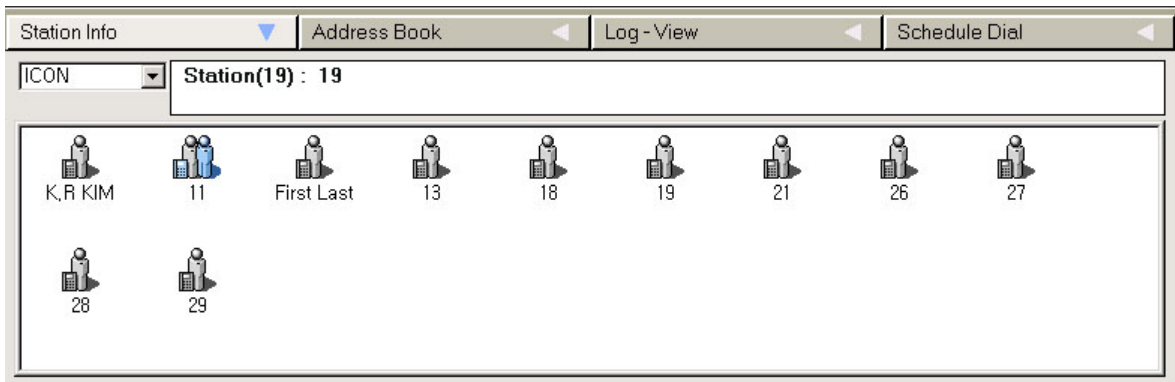 Station Info Address Book Log-View Schedule Dial
ICON Station(19) : 19
K,R KIM 11 First Last 13 18 19 21 26 27
28 29